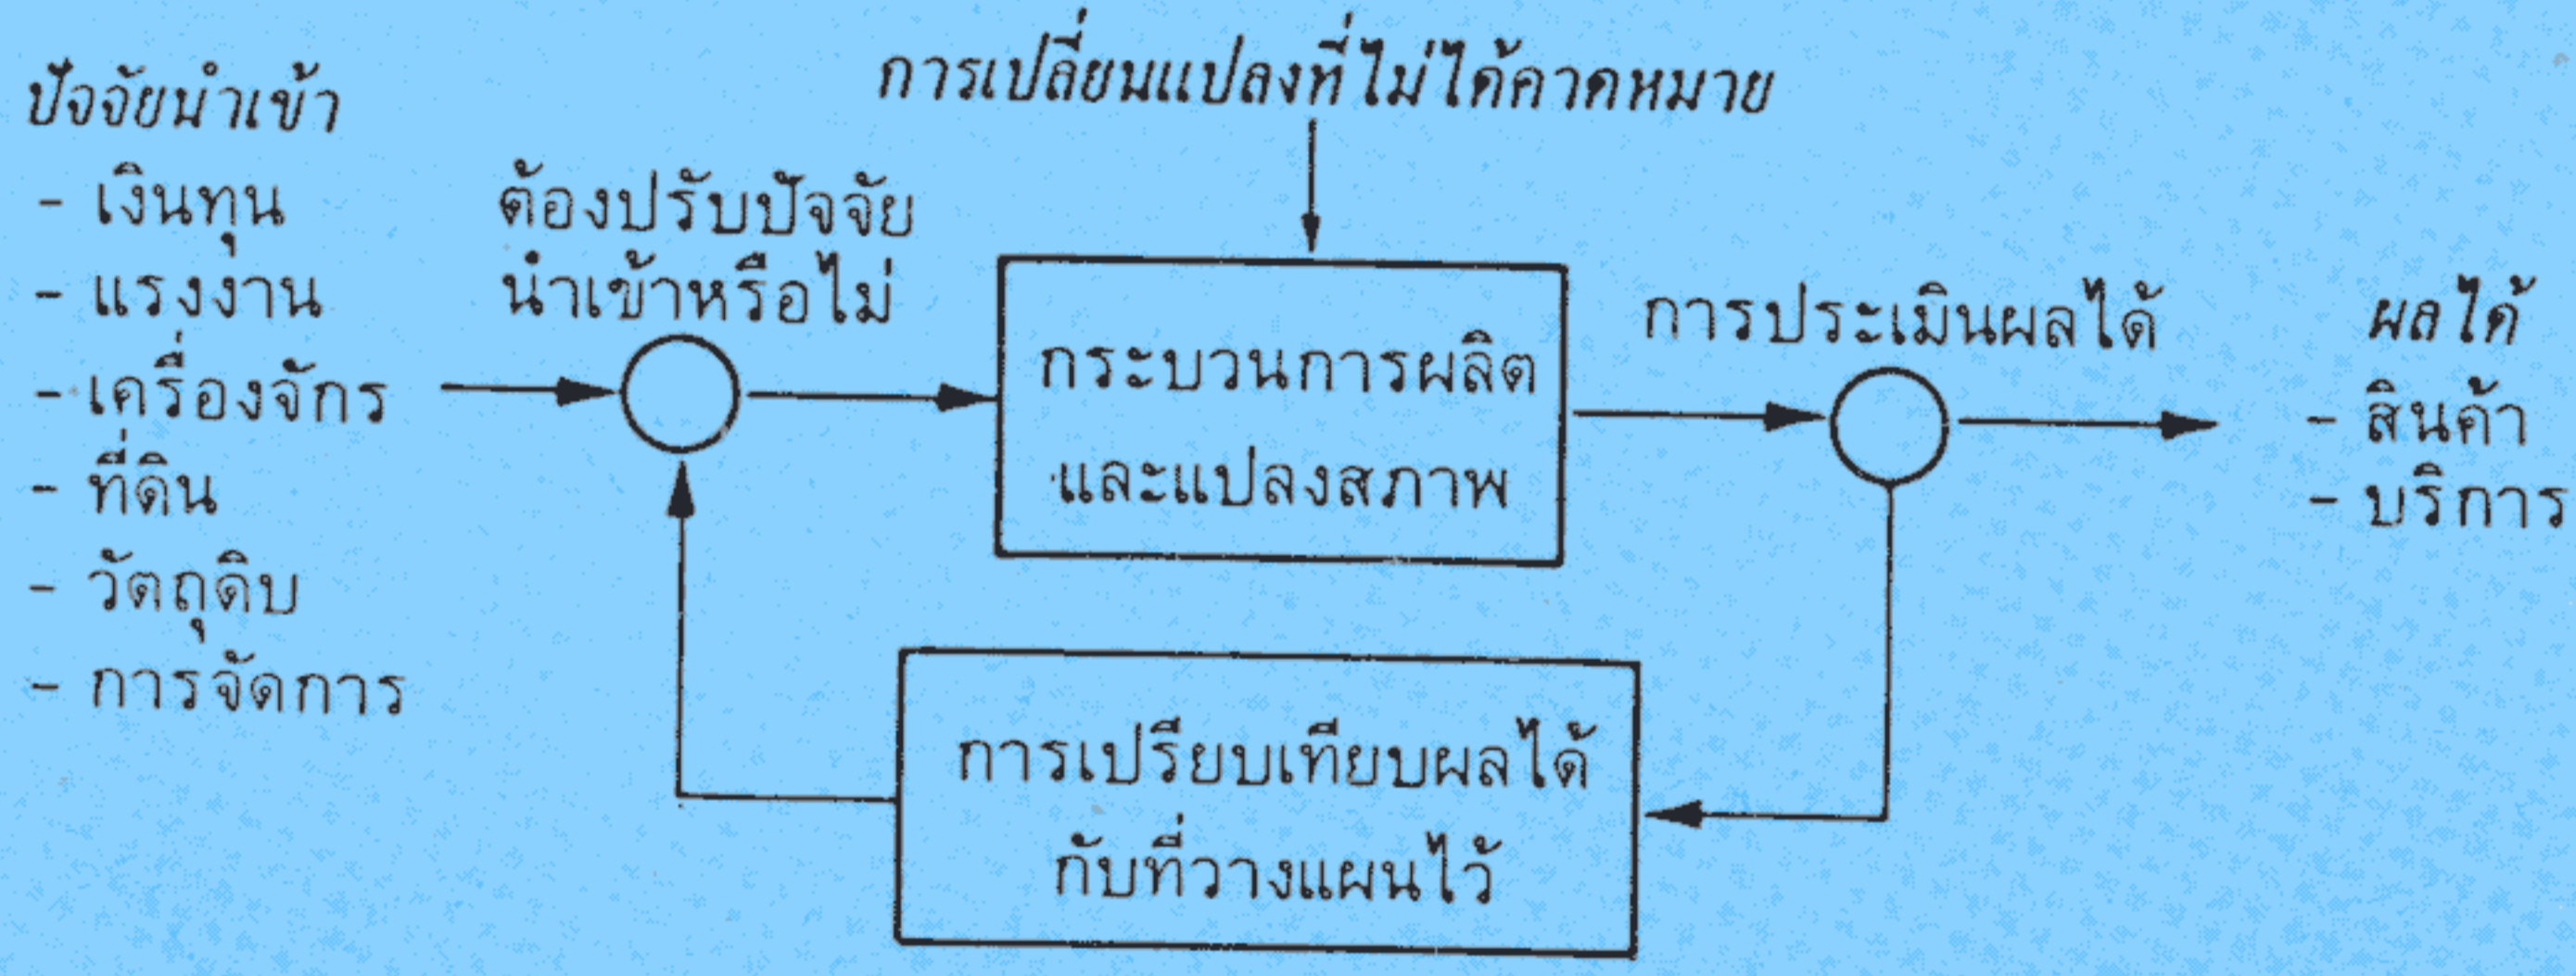 ปัจจัยนำเข้า
- เงินทุน
- แรงงาน
- เครื่องจักร
- ที่ดิน
- วัตถุดิบ
- การจัดการ
ต้องปรับปัจจัย
นำเข้าหรือไม่
การเปลี่ยนแปลงที่ไม่ได้คาดหมาย
กระบวนการผลิต
และแปลงสภาพ
การประเมินผลได้
ผลได้
- สินค้า
- บริการ
การเปรียบเทียบผลได้
กับที่วางแผนไว้